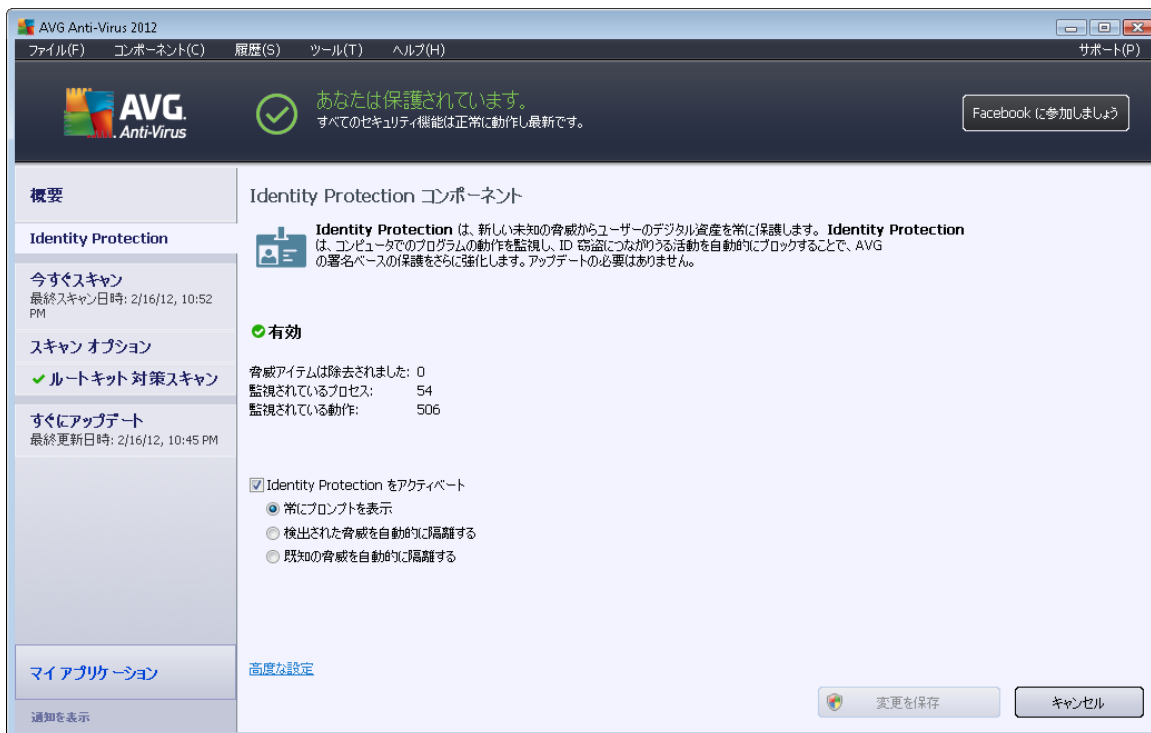 AVG Anti-Virus 2012
ファイル(F) コンポーネント(C) 履歴(S) ツール(T) ヘルプ(H) サポート(P)
AVG.
Anti-Virus
あなたは保護されています。
すべてのセキュリティ機能は正常に動作し最新です。
Facebook に参加しましょう
概要
Identity Protection
今すぐスキャン
最終スキャン日時: 2/16/12, 10:52
PM
スキャン オプション
ルートキット 対策スキャン
すぐにアップデート
最終更新日時: 2/16/12, 10:45 PM
マイ アプリケーション
通知を表示
Identity Protection コンポーネント
Identity Protection は、新しい未知の脅威からユーザーのデジタル資産を常に保護します。Identity Protection
は、コンピュータでのプログラムの動作を監視し、ID 窃盗につながりうる活動を自動的にブロックすることで、AVG
の署名ベースの保護をさらに強化します。アップデートの必要はありません。
有効
脅威アイテムは除去されました: 0
監視されているプロセス: 54
監視されている動作: 506
Identity Protection をアクティベート
常にプロンプトを表示
検出された脅威を自動的に隔離する
既知の脅威を自動的に隔離する
高度な設定
変更を保存
キャンセル